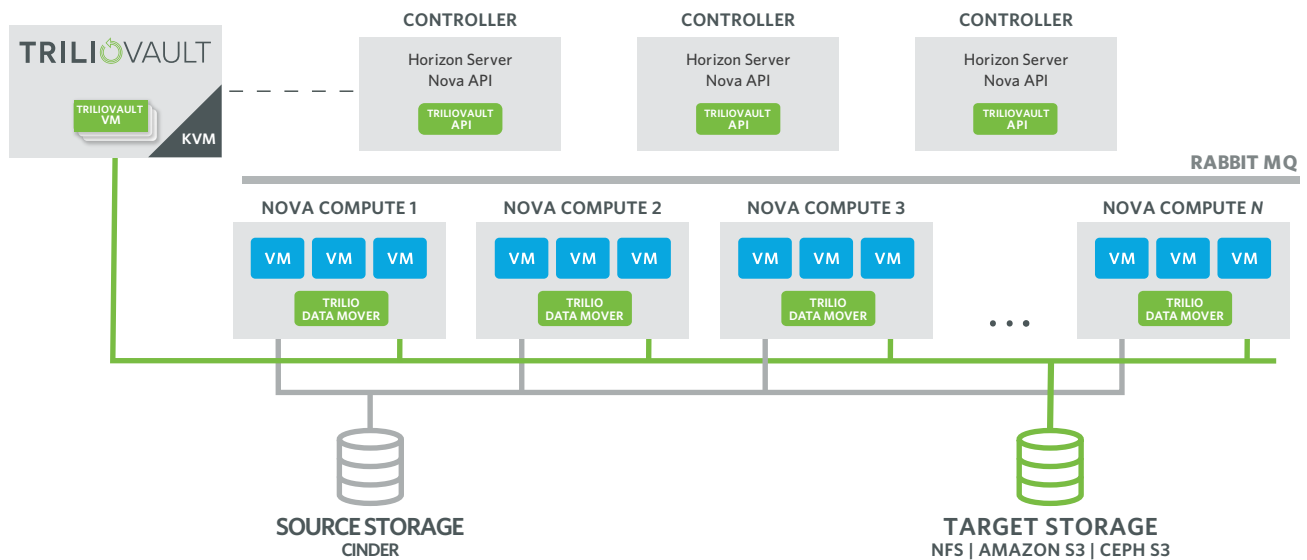 TRILIOVAULT
TRILIOVAULT
VM
KVM
CONTROLLER
Horizon Server
Nova API
TRILIOVAULT
API
CONTROLLER
Horizon Server
Nova API
TRILIOVAULT
API
CONTROLLER
Horizon Server
Nova API
TRILIOVAULT
API
RABBIT MQ
NOVA COMPUTE 1
VM VM VM
TRILIO
DATA MOVER
NOVA COMPUTE 2
VM VM VM
TRILIO
DATA MOVER
NOVA COMPUTE 3
VM VM VM
TRILIO
DATA MOVER
...
NOVA COMPUTE N
VM VM VM
TRILIO
DATA MOVER
SOURCE STORAGE
CINDER
TARGET STORAGE
NFS | AMAZON S3 | CEPH S3